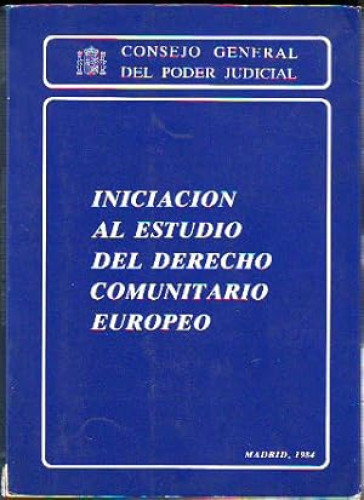 CONSEJO GENERAL
DEL PODER JUDICIAL
INICIACION
AL ESTUDIO
DEL DERECHO
COMUNITARIO
EUROPEO
MADRID, 1984